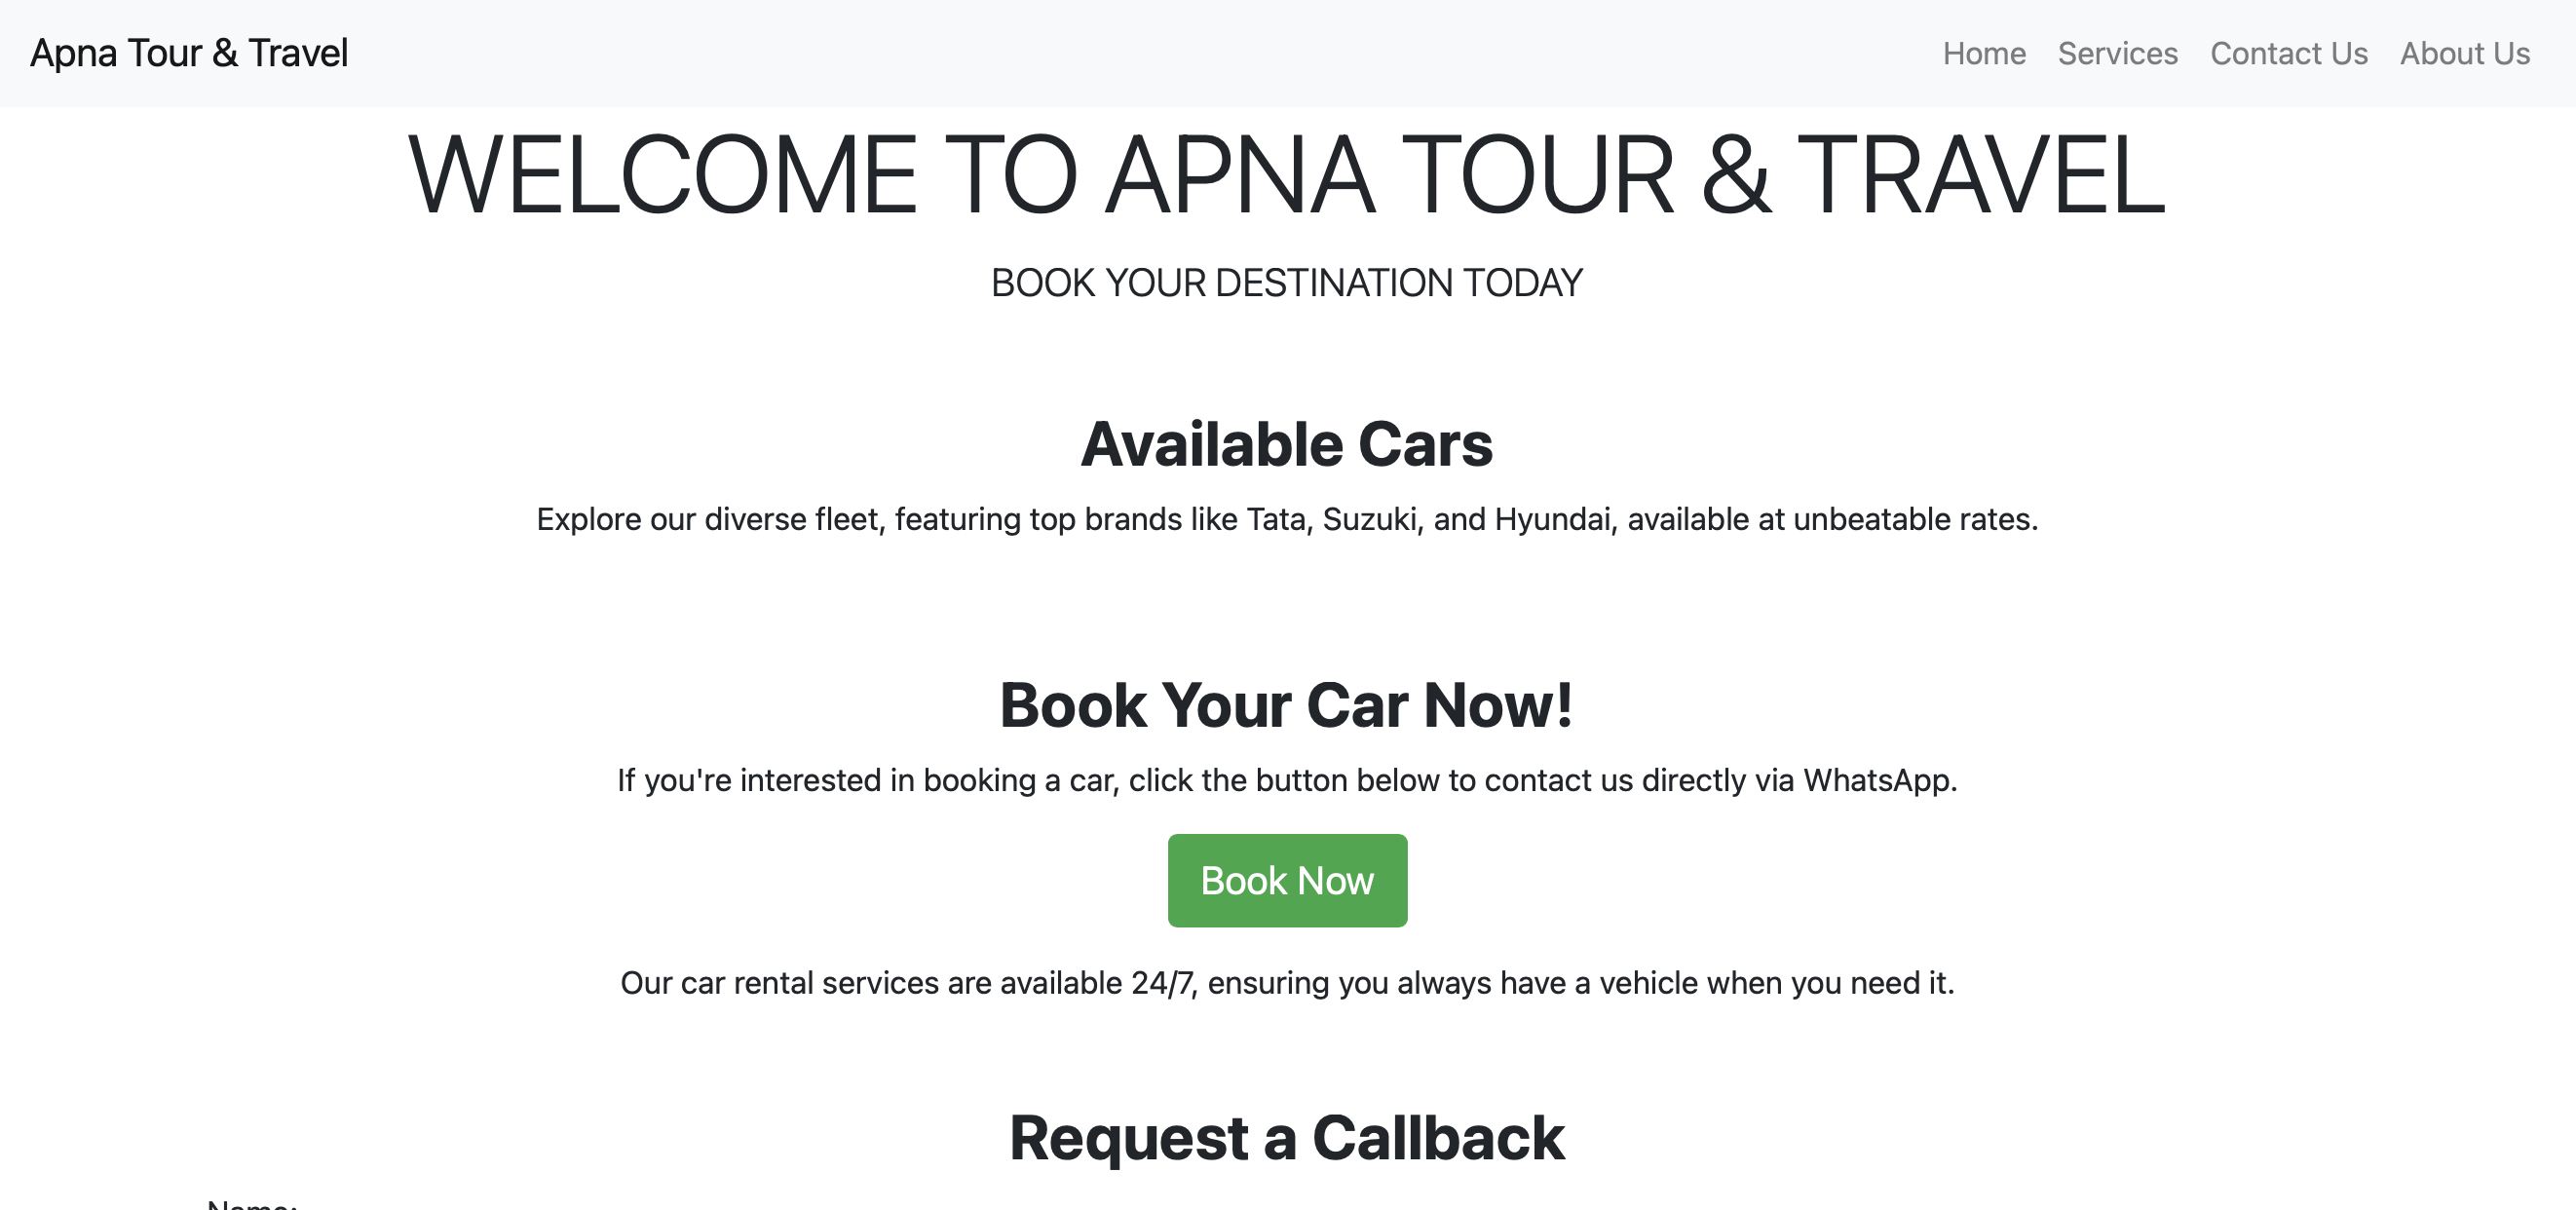 Apna Tour & Travel
Home Services Contact Us About Us
WELCOME TO APNA TOUR & TRAVEL
BOOK YOUR DESTINATION TODAY
Available Cars
Explore our diverse fleet, featuring top brands like Tata, Suzuki, and Hyundai, available at unbeatable rates.
Book Your Car Now!
If you're interested in booking a car, click the button below to contact us directly via WhatsApp.
Book Now
Our car rental services are available 24/7, ensuring you always have a vehicle when you need it.
Request a Callback
Name: